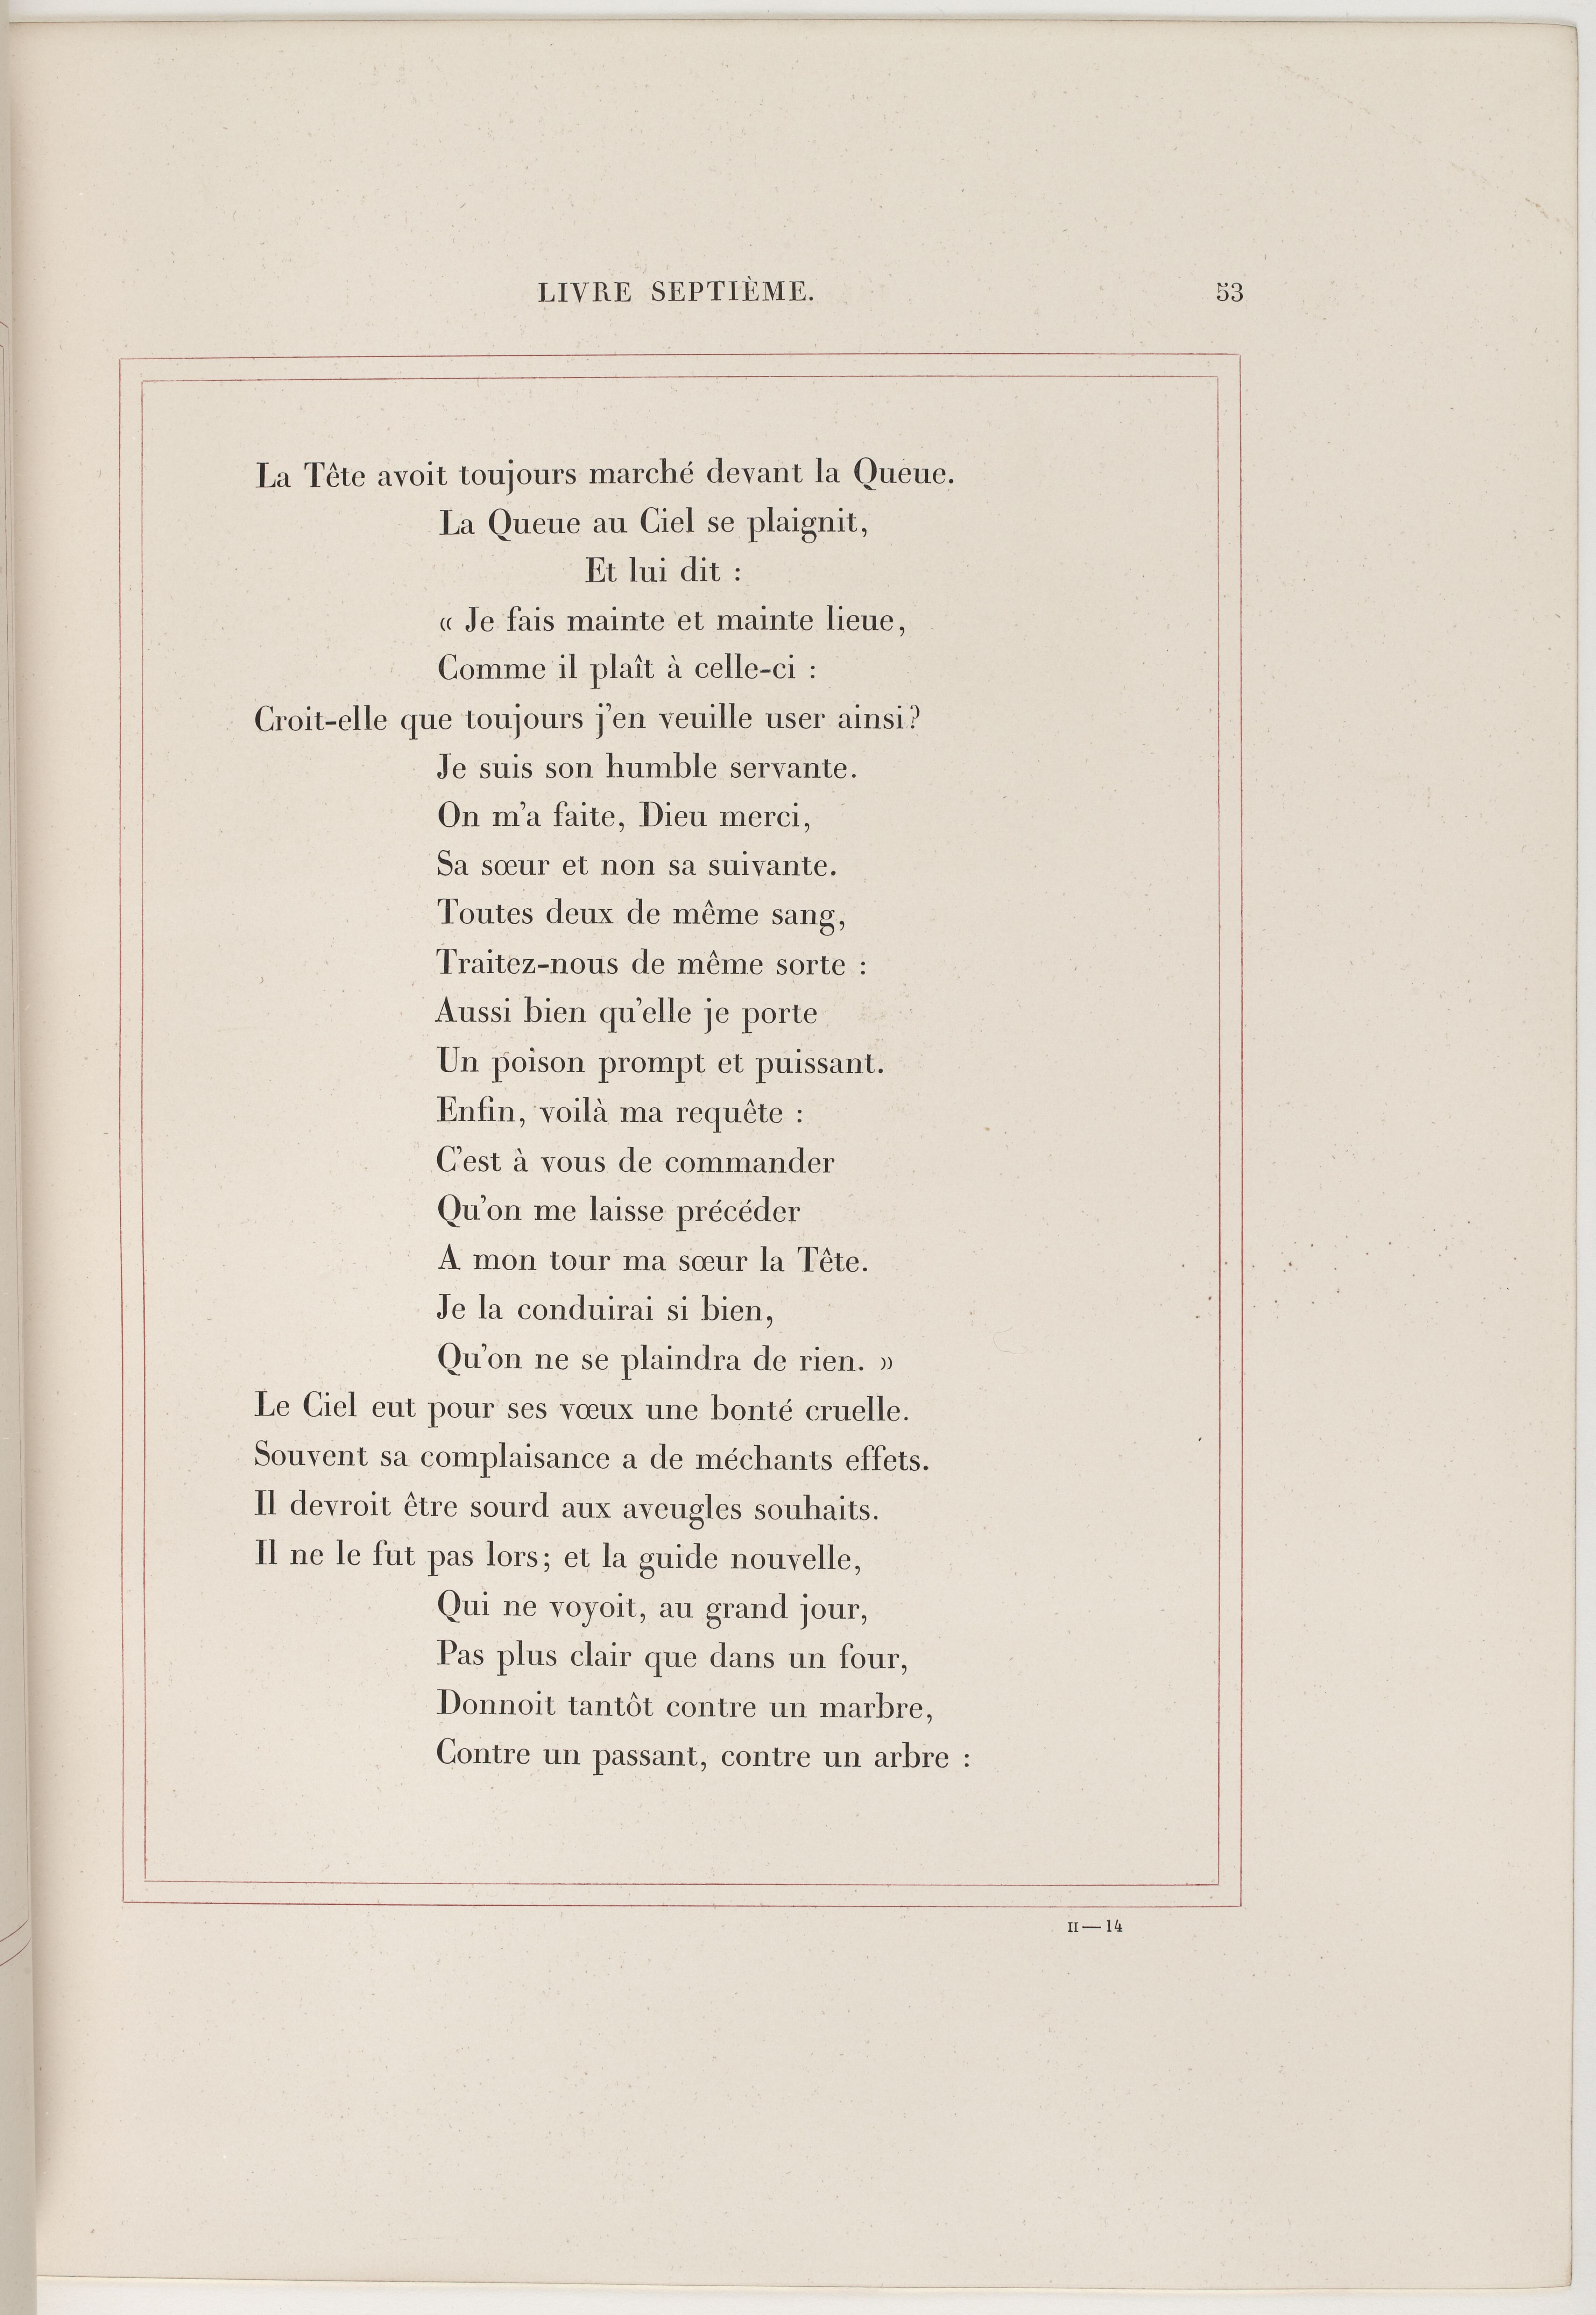 LIVRE SEPTIÈME. 53
La Tête avoit toujours marché devant la Queue.
La Queue au Ciel se plaignit,
Et lui dit :
« Je fais mainte et mainte lieue,
Comme il plaît à celle-ci :
Croit-elle que toujours j'en veuille user ainsi?
Je suis son humble servante.
On m'a faite, Dieu merci,
Sa sœur et non sa suivante.
Toutes deux de même sang,
Traitez-nous de même sorte :
Aussi bien qu'elle je porte
Un poison prompt et puissant.
Enfin, voilà ma requête :
C'est à vous de commander
Qu'on me laisse précéder
A mon tour ma sœur la Tête.
Je la conduirai si bien,
Qu'on ne se plaindra de rien. »
Le Ciel eut pour ses vœux une bonté cruelle.
Souvent sa complaisance a de méchants effets.
Il devroit être sourd aux aveugles souhaits.
Il ne le fut pas lors; et la guide nouvelle,
Qui ne voyoit, au grand jour,
Pas plus clair que dans un four,
Donnoit tantôt contre un marbre,
Contre un passant, contre un arbre :
II — 14